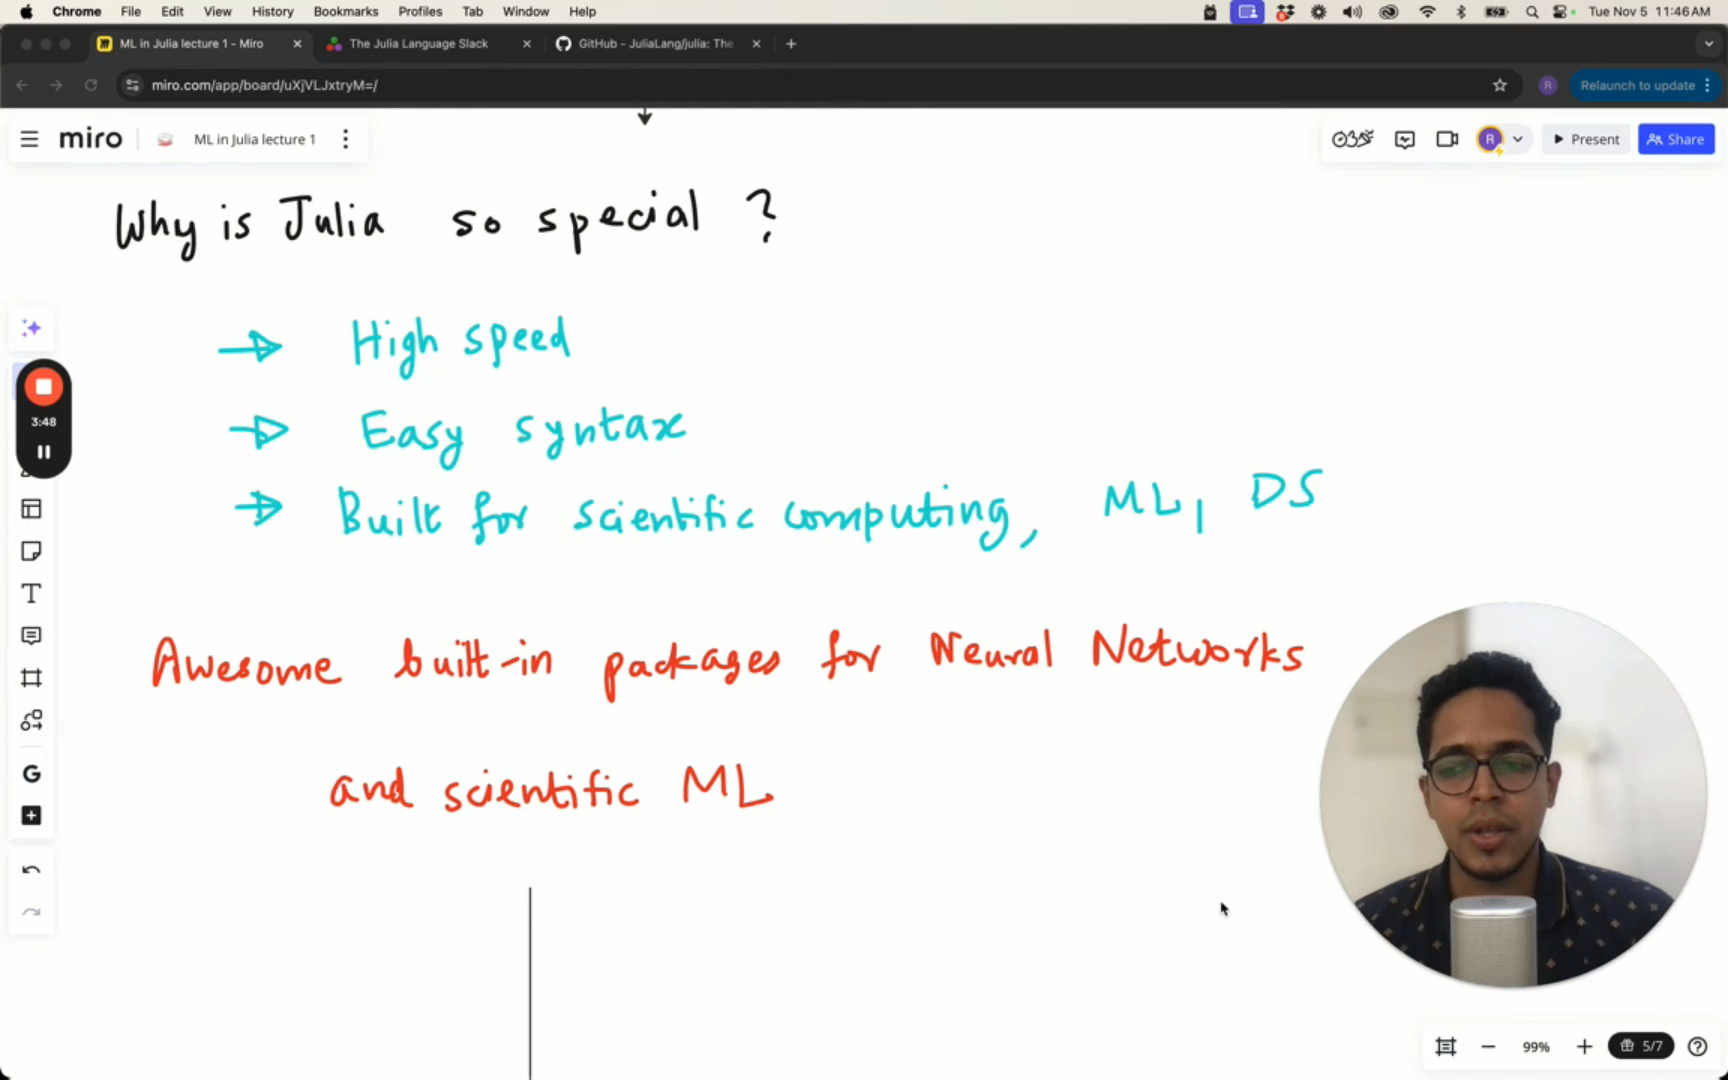 Chrome File Edit View History Bookmarks Profiles Tab Window Help Tue Nov 5 11:46 AM
ML in Julia lecture 1 - Miro The Julia Language Slack GitHub - JuliaLang/julia: The
miro.com/app/board/uXjVLJxtryM=/ R Relaunch to update
miro ML in Julia lecture 1 R Present Share
Why is Julia so special ?
High speed
3:48
Easy syntax
Built for scientific computing, ML, DS
T
Awesome built-in packages for Neural Networks
G
and scientific ML
99% 5/7